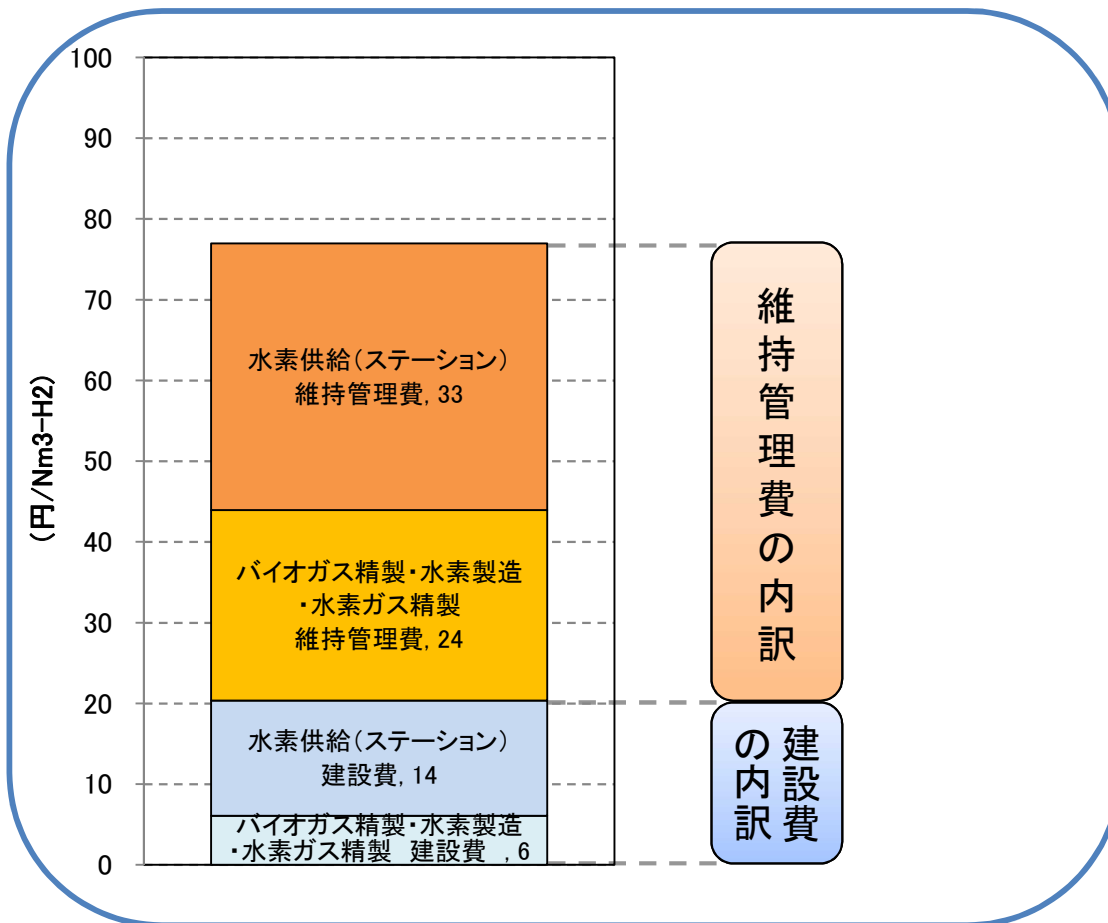 (円/Nm3-H2)
100
90
80
70
60
50
40
30
20
10
0
水素供給(ステーション)
維持管理費, 33
バイオガス精製・水素製造
・水素ガス精製
維持管理費, 24
水素供給(ステーション)
建設費, 14
バイオガス精製・水素製造
・水素ガス精製 建設費 , 6
維持管理費の内訳
建設費
の内訳